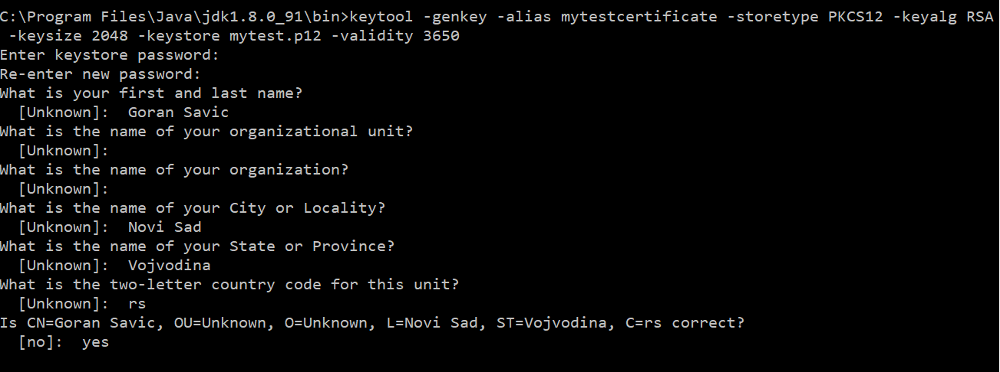 C:\Program Files\Java\jdk1.8.0_91\bin>keytool -genkey -alias mytestcertificate -storetype PKCS12 -keyalg RSA
 -keysize 2048 -keystore mytest.p12 -validity 3650
Enter keystore password:
Re-enter new password:
What is your first and last name?
  [Unknown]:  Goran Savic
What is the name of your organizational unit?
  [Unknown]:
What is the name of your organization?
  [Unknown]:
What is the name of your City or Locality?
  [Unknown]:  Novi Sad
What is the name of your State or Province?
  [Unknown]:  Vojvodina
What is the two-letter country code for this unit?
  [Unknown]:  rs
Is CN=Goran Savic, OU=Unknown, O=Unknown, L=Novi Sad, ST=Vojvodina, C=rs correct?
  [no]:  yes